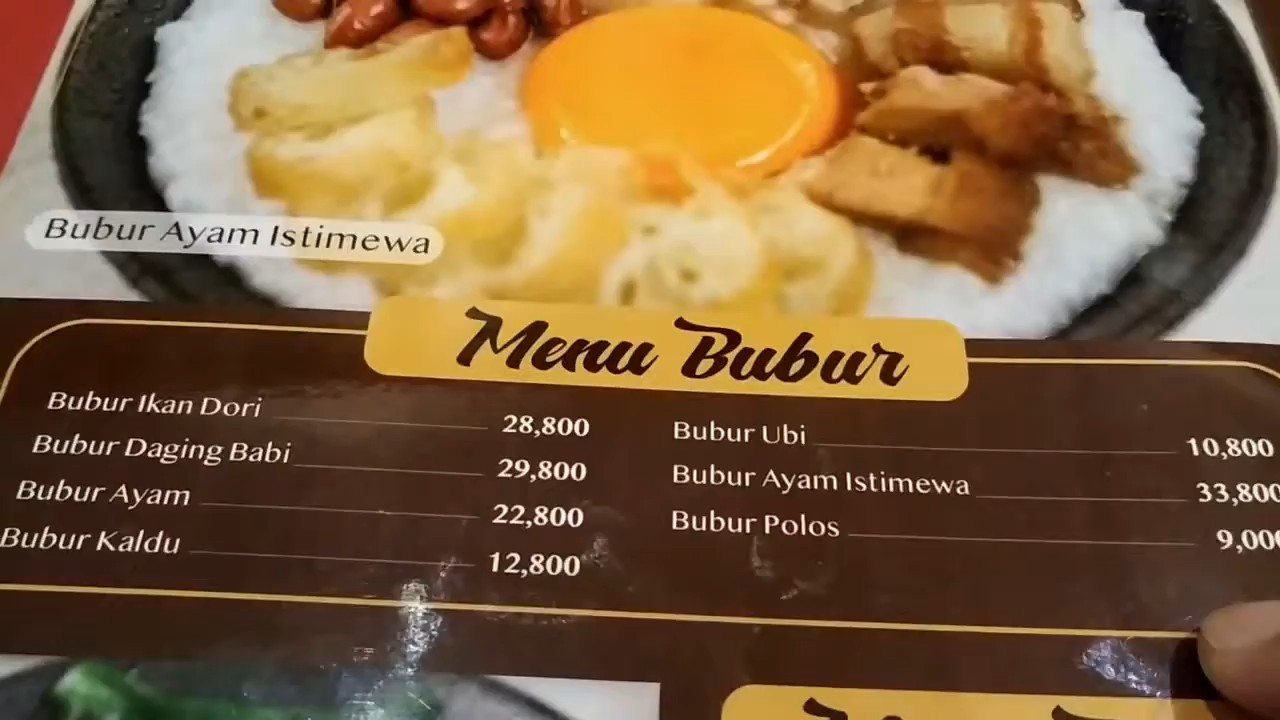 Bubur Ayam Istimewa
Menu Bubur
Bubur Ikan Dori 28,800
Bubur Daging Babi 29,800
Bubur Ayam 22,800
Bubur Kaldu 12,800
Bubur Ubi 10,800
Bubur Ayam Istimewa 33,800
Bubur Polos 9,000